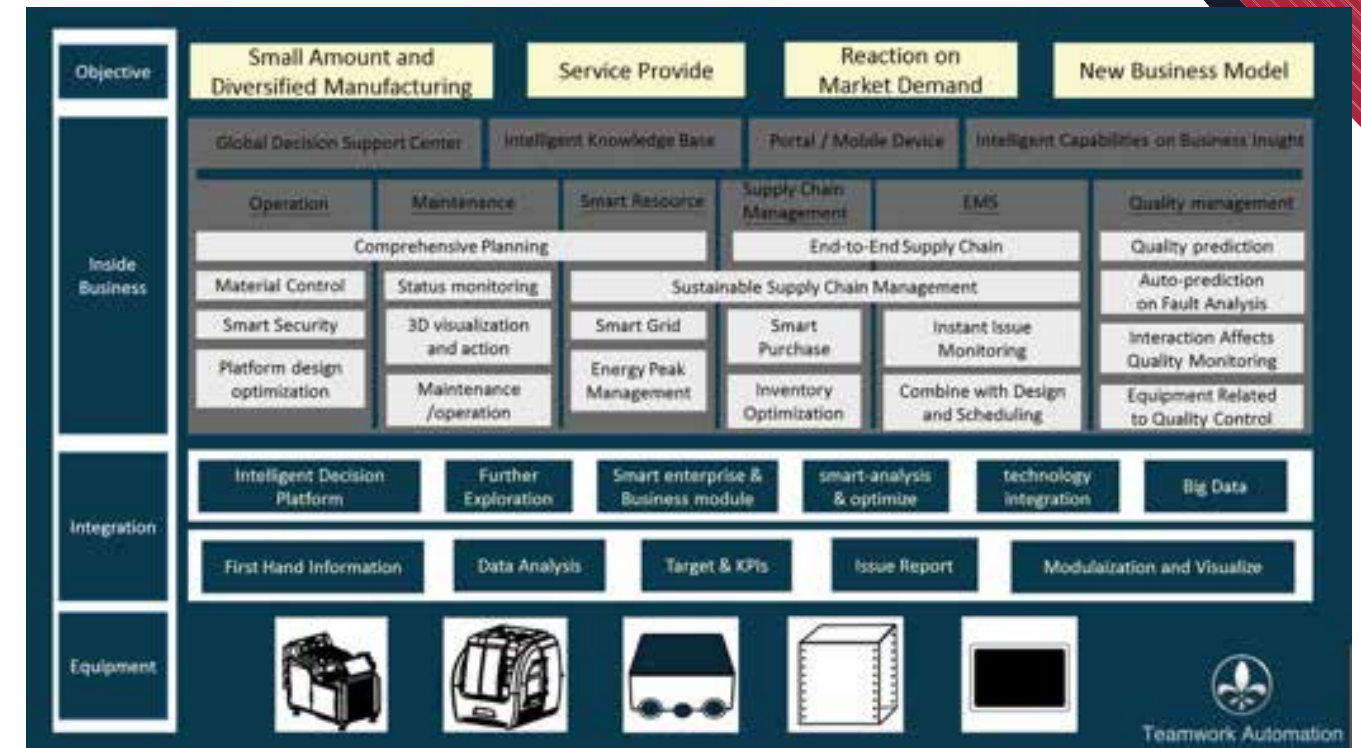 Objective
Small Amount and
Diversified Manufacturing
Service Provide
Reaction on
Market Demand
New Business Model
Inside
Business
Global Decision Support Center
Intelligent Knowledge Base
Portal / Mobile Device
Intelligent Capabilities on Business Insight
Operation
Maintenance
Smart Resource
Supply Chain
Management
EMS
Quality management
Comprehensive Planning
End-to-End Supply Chain
Quality prediction
Material Control
Status monitoring
Sustainable Supply Chain Management
Auto-prediction
on Fault Analysis
Smart Security
3D visualization
and action
Smart Grid
Smart
Purchase
Instant Issue
Monitoring
Interaction Affects
Quality Monitoring
Platform design
optimization
Maintenance
/operation
Energy Peak
Management
Inventory
Optimization
Combine with Design
and Scheduling
Equipment Related
to Quality Control
Integration
Intelligent Decision
Platform
Further
Exploration
Smart enterprise &
Business module
smart-analysis
& optimize
technology
integration
Big Data
First Hand Information
Data Analysis
Target & KPIs
Issue Report
Modulaization and Visualize
Equipment
Teamwork Automation